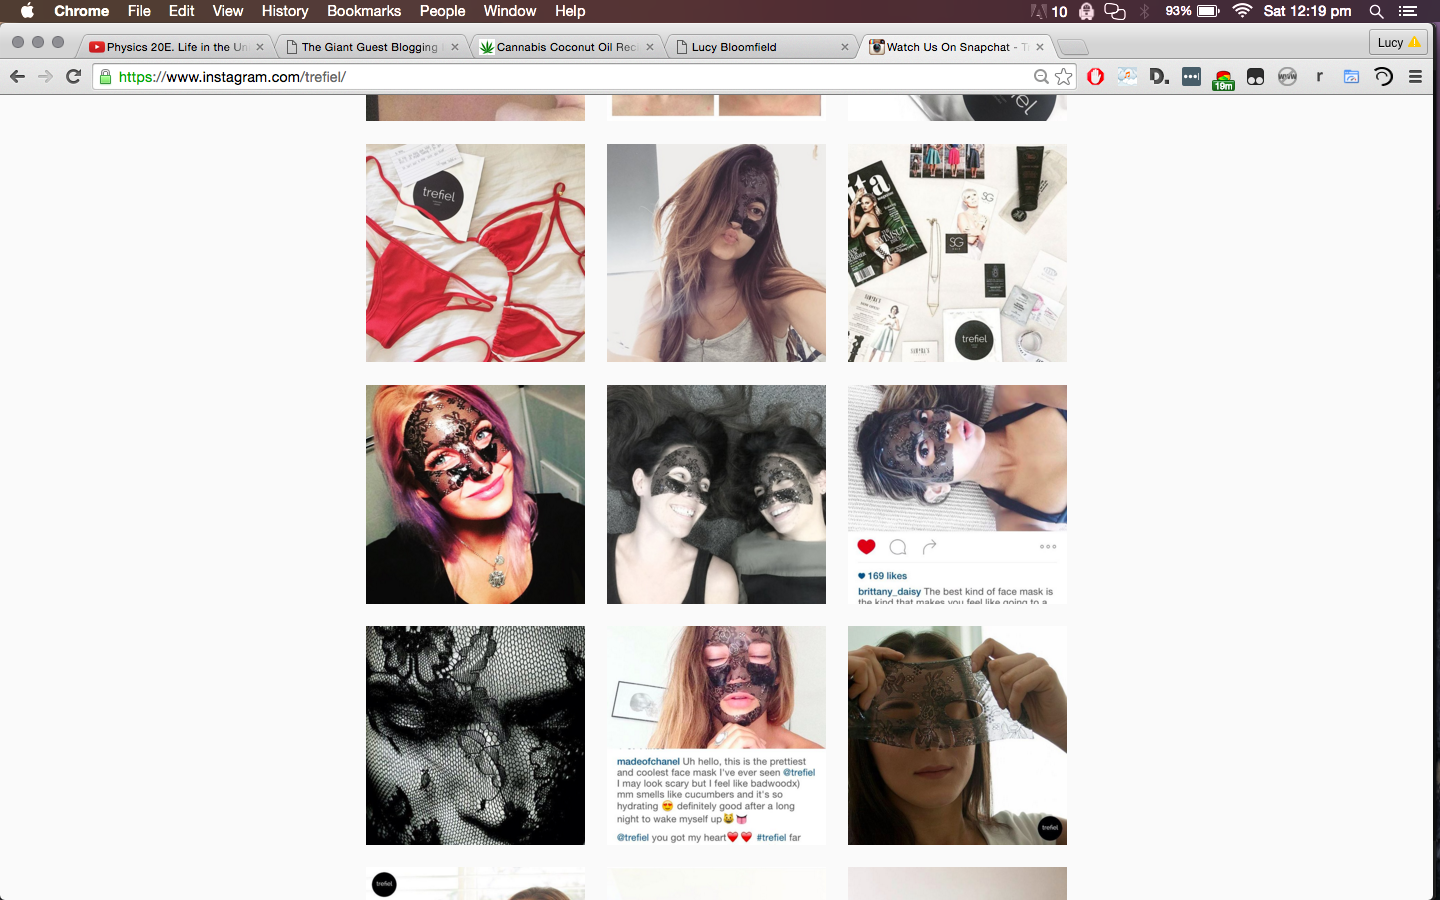 Chrome File Edit View History Bookmarks People Window Help 10 93% Sat 12:19 pm
Physics 20E. Life in the Un
The Giant Guest Blogging
Cannabis Coconut Oil Rec
Lucy Bloomfield
Watch Us On Snapchat - Tr
Lucy
https://www.instagram.com/trefiel/
D.
19m
r
trefiel
SG
SG
trefiel
169 likes
brittany_daisy The best kind of face mask is
the kind that makes you feel like going to a
madeofchanel Uh hello, this is the prettiest
and coolest face mask I've ever seen @trefiel
I may look scary but I feel like badwoodx)
mm smells like cucumbers and it's so
hydrating 😍 definitely good after a long
night to wake myself up😺👅
@trefiel you got my heart❤️❤️ #trefiel far
trefiel
trefiel